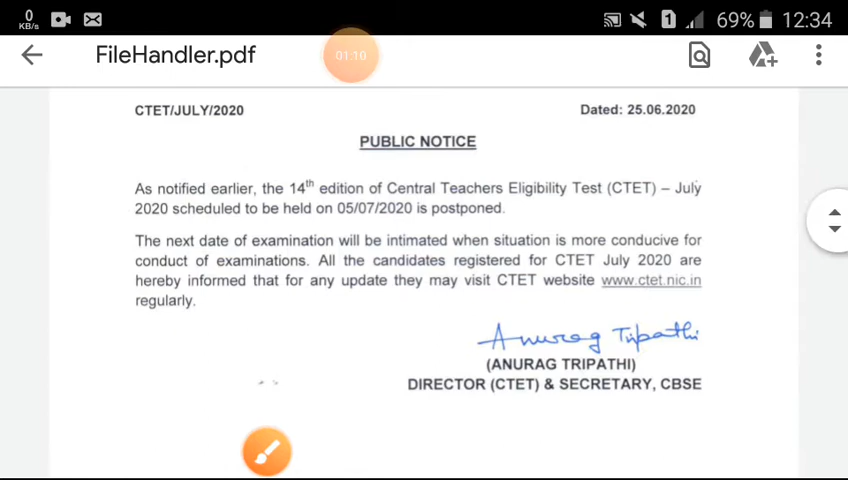 0
KB/s
1
69%
12:34
FileHandler.pdf
01:10
CTET/JULY/2020
Dated: 25.06.2020
PUBLIC NOTICE
As notified earlier, the 14th edition of Central Teachers Eligibility Test (CTET) – July
2020 scheduled to be held on 05/07/2020 is postponed.
The next date of examination will be intimated when situation is more conducive for
conduct of examinations. All the candidates registered for CTET July 2020 are
hereby informed that for any update they may visit CTET website www.ctet.nic.in
regularly.
Anurag Tripathi
(ANURAG TRIPATHI)
DIRECTOR (CTET) & SECRETARY, CBSE